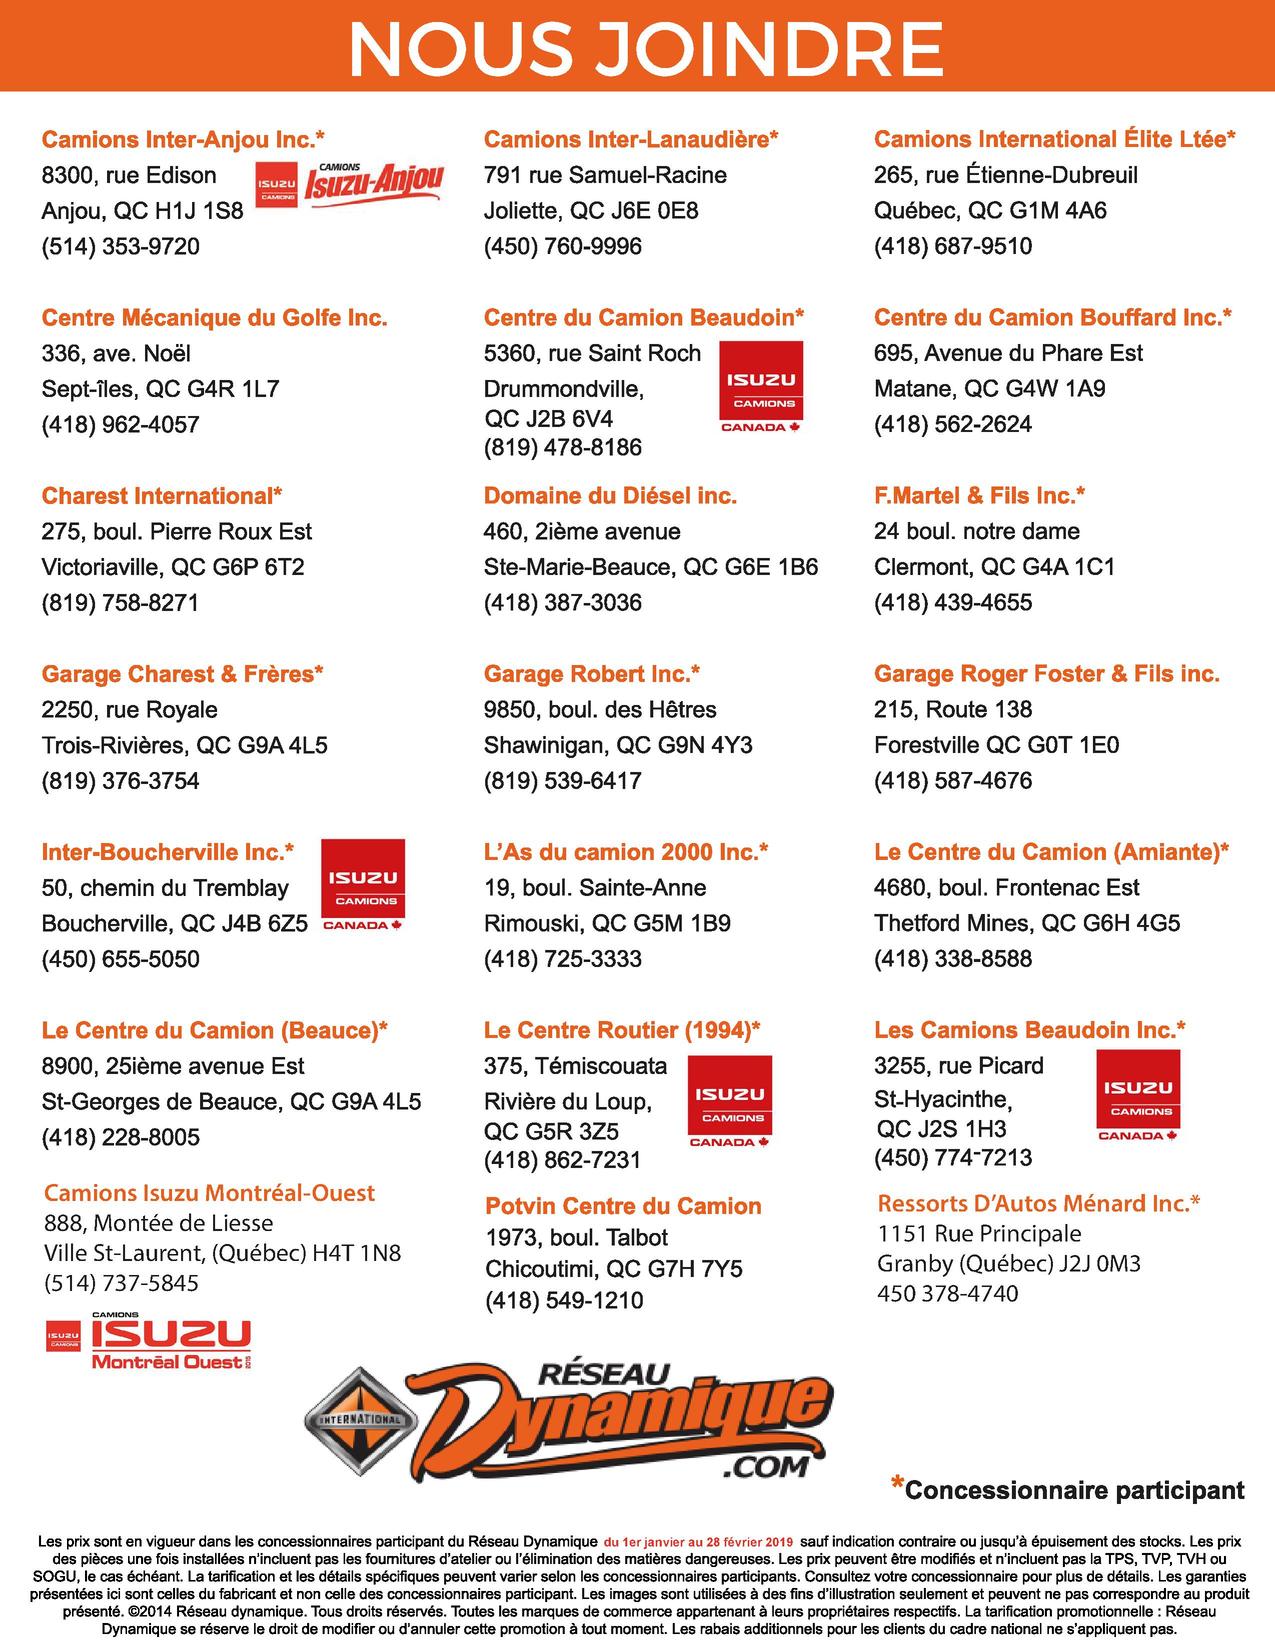 NOUS JOINDRE
Camions Inter-Anjou Inc.*
8300, rue Edison
Anjou, QC H1J 1S8
(514) 353-9720
ISUZU
CAMIONS
CAMIONS
Isuzu-Anjou
Camions Inter-Lanaudière*
791 rue Samuel-Racine
Joliette, QC J6E 0E8
(450) 760-9996
Camions International Élite Ltée*
265, rue Étienne-Dubreuil
Québec, QC G1M 4A6
(418) 687-9510
Centre Mécanique du Golfe Inc.
336, ave. Noël
Sept-îles, QC G4R 1L7
(418) 962-4057
Centre du Camion Beaudoin*
5360, rue Saint Roch
Drummondville,
QC J2B 6V4
(819) 478-8186
ISUZU
CAMIONS
CANADA
Centre du Camion Bouffard Inc.*
695, Avenue du Phare Est
Matane, QC G4W 1A9
(418) 562-2624
Charest International*
275, boul. Pierre Roux Est
Victoriaville, QC G6P 6T2
(819) 758-8271
Domaine du Diésel inc.
460, 2ième avenue
Ste-Marie-Beauce, QC G6E 1B6
(418) 387-3036
F.Martel & Fils Inc.*
24 boul. notre dame
Clermont, QC G4A 1C1
(418) 439-4655
Garage Charest & Frères*
2250, rue Royale
Trois-Rivières, QC G9A 4L5
(819) 376-3754
Garage Robert Inc.*
9850, boul. des Hêtres
Shawinigan, QC G9N 4Y3
(819) 539-6417
Garage Roger Foster & Fils inc.
215, Route 138
Forestville QC G0T 1E0
(418) 587-4676
Inter-Boucherville Inc.*
50, chemin du Tremblay
Boucherville, QC J4B 6Z5
(450) 655-5050
ISUZU
CAMIONS
CANADA
L'As du camion 2000 Inc.*
19, boul. Sainte-Anne
Rimouski, QC G5M 1B9
(418) 725-3333
Le Centre du Camion (Amiante)*
4680, boul. Frontenac Est
Thetford Mines, QC G6H 4G5
(418) 338-8588
Le Centre du Camion (Beauce)*
8900, 25ième avenue Est
St-Georges de Beauce, QC G9A 4L5
(418) 228-8005
Le Centre Routier (1994)*
375, Témiscouata
Rivière du Loup,
QC G5R 3Z5
(418) 862-7231
ISUZU
CAMIONS
CANADA
Les Camions Beaudoin Inc.*
3255, rue Picard
St-Hyacinthe,
QC J2S 1H3
(450) 774-7213
ISUZU
CAMIONS
CANADA
Camions Isuzu Montréal-Ouest
888, Montée de Liesse
Ville St-Laurent, (Québec) H4T 1N8
(514) 737-5845
ISUZU
CAMIONS
CAMIONS
ISUZU
Montréal Ouest 2015
Potvin Centre du Camion
1973, boul. Talbot
Chicoutimi, QC G7H 7Y5
(418) 549-1210
Ressorts D'Autos Ménard Inc.*
1151 Rue Principale
Granby (Québec) J2J 0M3
450 378-4740
INTERNATIONAL
RÉSEAU
Dynamique
.COM
*Concessionnaire participant
Les prix sont en vigueur dans les concessionnaires participant du Réseau Dynamique du 1er janvier au 28 février 2019 sauf indication contraire ou jusqu'à épuisement des stocks. Les prix
des pièces une fois installées n'incluent pas les fournitures d'atelier ou l'élimination des matières dangereuses. Les prix peuvent être modifiés et n'incluent pas la TPS, TVP, TVH ou
SOGU, le cas échéant. La tarification et les détails spécifiques peuvent varier selon les concessionnaires participants. Consultez votre concessionnaire pour plus de détails. Les garanties
présentées ici sont celles du fabricant et non celle des concessionnaires participant. Les images sont utilisées à des fins d'illustration seulement et peuvent ne pas correspondre au produit
présenté. ©2014 Réseau dynamique. Tous droits réservés. Toutes les marques de commerce appartenant à leurs propriétaires respectifs. La tarification promotionnelle : Réseau
Dynamique se réserve le droit de modifier ou d'annuler cette promotion à tout moment. Les rabais additionnels pour les clients du cadre national ne s'appliquent pas.